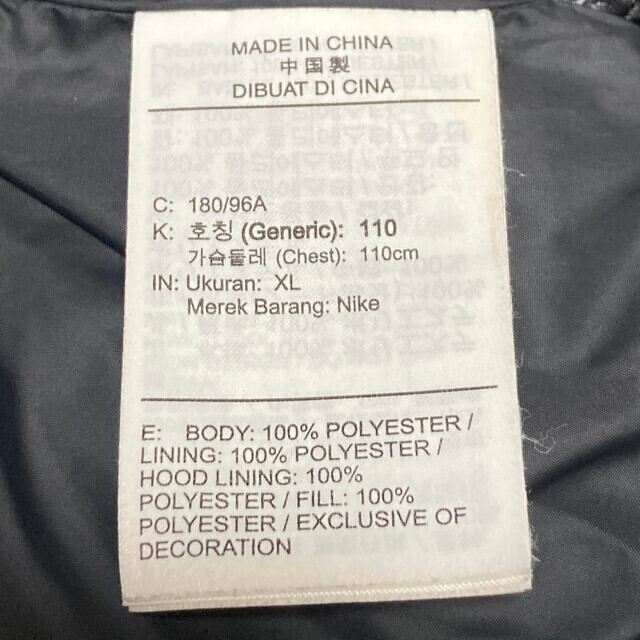 MADE IN CHINA
中国製
DIBUAT DI CINA
C: 180/96A
K: 호칭 (Generic): 110
가슴둘레 (Chest): 110cm
IN: Ukuran: XL
Merek Barang: Nike
E: BODY: 100% POLYESTER /
LINING: 100% POLYESTER /
HOOD LINING: 100%
POLYESTER / FILL: 100%
POLYESTER / EXCLUSIVE OF
DECORATION